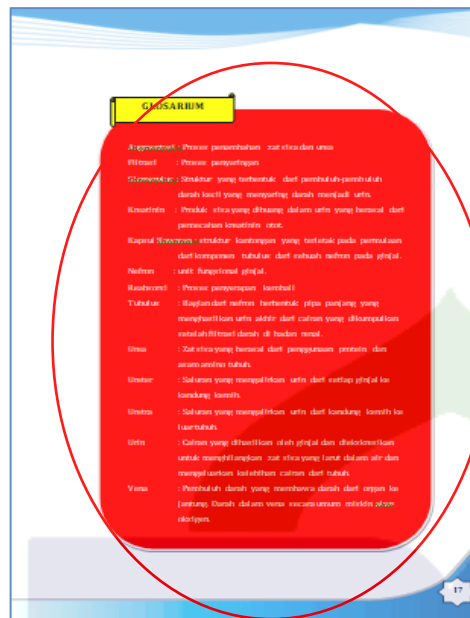 GLOSARIUM
Augmentasi : Proses penambahan zat sisa dan urea
Filtrasi : Proses penyaringan
Glomerulus : Struktur yang terbentuk dari pembuluh-pembuluh
darah kecil yang menyaring darah menjadi urin.
Kreatinin : Produk sisa yang dibuang dalam urin yang berasal dari
pemecahan kreatinin otot.
Kapsul Bowman : struktur kantongan yang terletak pada permulaan
dari komponen tubulus dari sebuah nefron pada ginjal.
Nefron : unit fungsional ginjal.
Reabsorsi : Proses penyerapan kembali
Tubulus : Bagian dari nefron berbentuk pipa panjang yang
menghasilkan urin akhir dari cairan yang dikumpulkan
setelah filtrasi darah di badan renal.
Urea : Zat sisa yang berasal dari penggunaan protein dan
asam amino tubuh.
Ureter : Saluran yang mengalirkan urin dari setiap ginjal ke
kandung kemih.
Uretra : Saluran yang mengalirkan urin dari kandung kemih ke
luar tubuh.
Urin : Cairan yang dihasilkan oleh ginjal dan diekskresikan
untuk menghilangkan zat sisa yang larut dalam air dan
mengeluarkan kelebihan cairan dari tubuh.
Vena : Pembuluh darah yang membawa darah dari organ ke
jantung. Darah dalam vena secara umum miskin
oksigen.
17